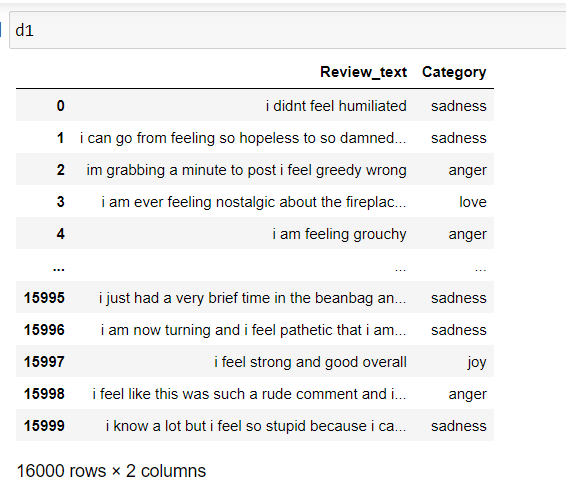 d1
Review_text Category
0 i didnt feel humiliated sadness
1 i can go from feeling so hopeless to so damned... sadness
2 im grabbing a minute to post i feel greedy wrong anger
3 i am ever feeling nostalgic about the fireplac... love
4 i am feeling grouchy anger
... ... ...
15995 i just had a very brief time in the beanbag an... sadness
15996 i am now turning and i feel pathetic that i am... sadness
15997 i feel strong and good overall joy
15998 i feel like this was such a rude comment and i... anger
15999 i know a lot but i feel so stupid because i ca... sadness
16000 rows × 2 columns